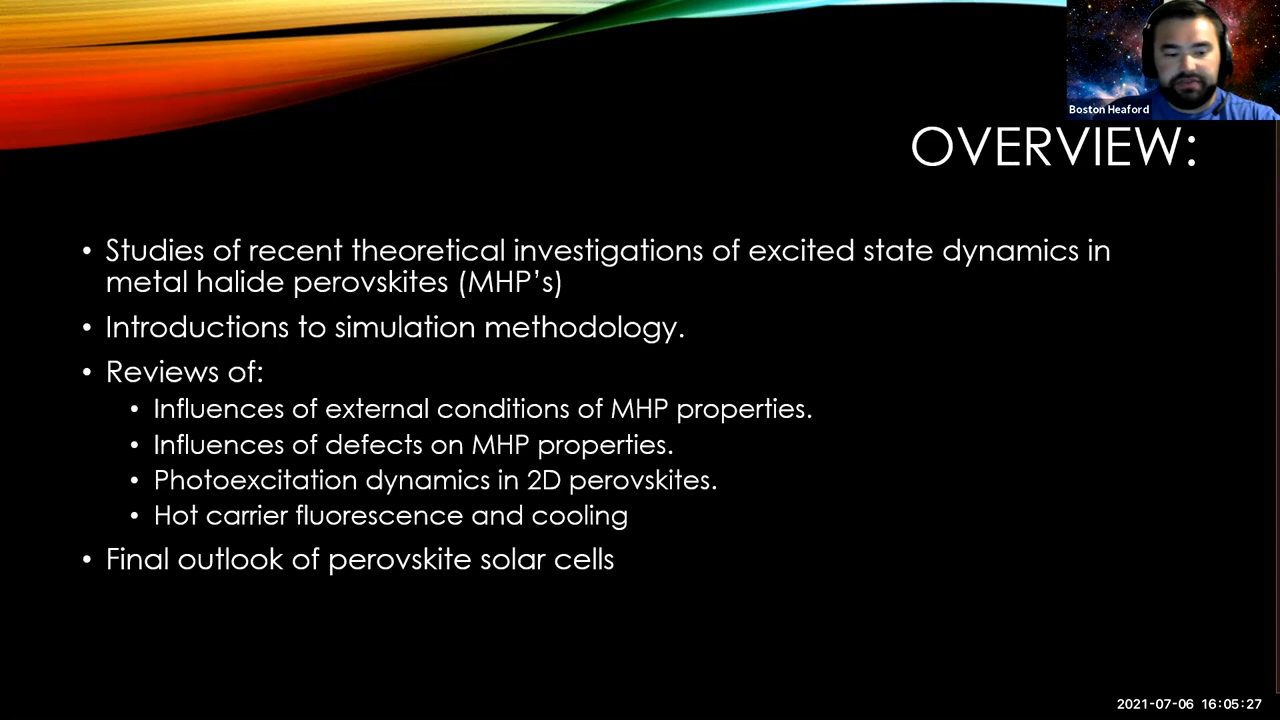 Boston Heaford
OVERVIEW:
• Studies of recent theoretical investigations of excited state dynamics in
metal halide perovskites (MHP’s)
• Introductions to simulation methodology.
• Reviews of:
• Influences of external conditions of MHP properties.
• Influences of defects on MHP properties.
• Photoexcitation dynamics in 2D perovskites.
• Hot carrier fluorescence and cooling
• Final outlook of perovskite solar cells
2021-07-06 16:05:27